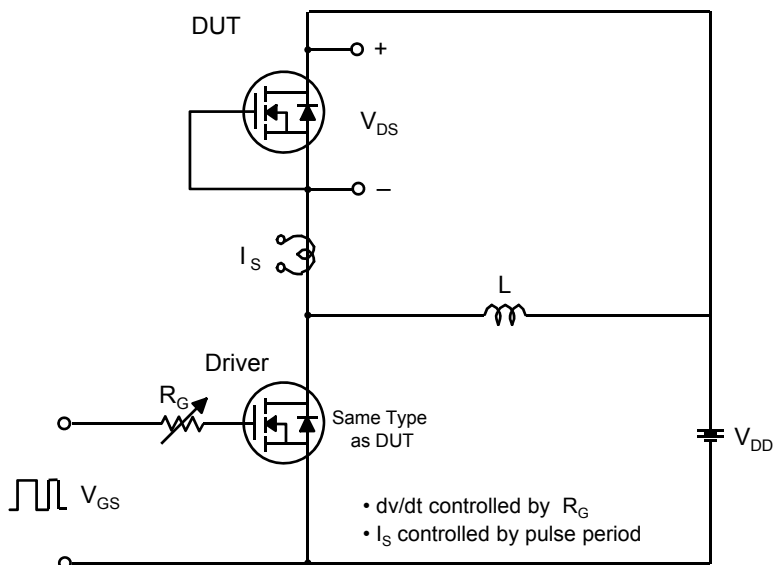 DUT
+
V_DS
–
I_S
L
Driver
R_G
Same Type
as DUT
V_DD
V_GS
• dv/dt controlled by R_G
• I_S controlled by pulse period